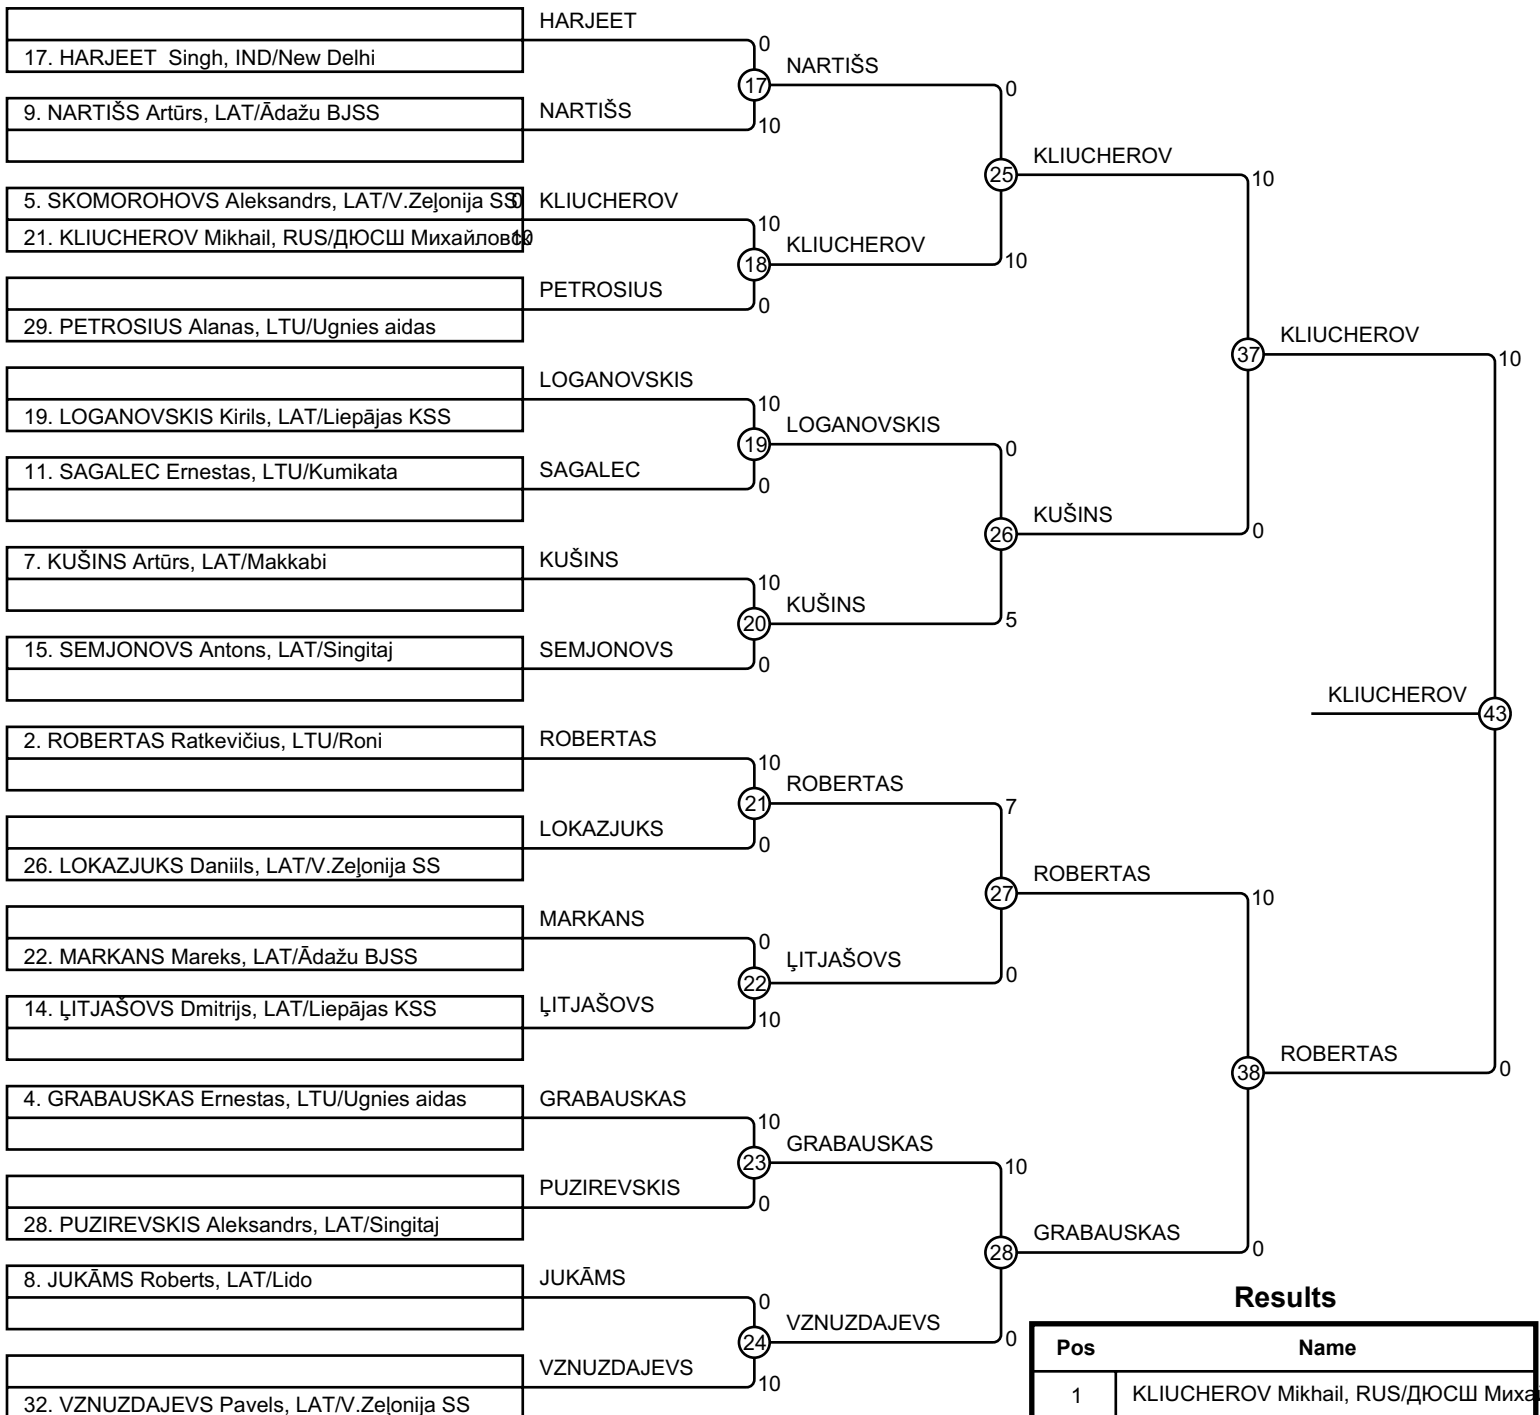 HARJEET
17. HARJEET  Singh, IND/New Delhi
0
17
NARTIŠS
0
9. NARTIŠS Artūrs, LAT/Ādažu BJSS
NARTIŠS
10
25
KLIUCHEROV
10
5. SKOMOROHOVS Aleksandrs, LAT/V.Zeļonija SS
0
KLIUCHEROV
21. KLIUCHEROV Mikhail, RUS/ДЮСШ Михайловск
10
10
18
KLIUCHEROV
10
PETROSIUS
0
29. PETROSIUS Alanas, LTU/Ugnies aidas
37
KLIUCHEROV
10
LOGANOVSKIS
19. LOGANOVSKIS Kirils, LAT/Liepājas KSS
10
19
LOGANOVSKIS
0
11. SAGALEC Ernestas, LTU/Kumikata
SAGALEC
0
26
KUŠINS
0
7. KUŠINS Artūrs, LAT/Makkabi
KUŠINS
10
20
KUŠINS
5
15. SEMJONOVS Antons, LAT/Singitaj
SEMJONOVS
0
KLIUCHEROV
43
2. ROBERTAS Ratkevičius, LTU/Roni
ROBERTAS
10
21
ROBERTAS
7
LOKAZJUKS
0
26. LOKAZJUKS Daniils, LAT/V.Zeļonija SS
27
ROBERTAS
10
MARKANS
22. MARKANS Mareks, LAT/Ādažu BJSS
0
22
ĻITJAŠOVS
0
14. ĻITJAŠOVS Dmitrijs, LAT/Liepājas KSS
ĻITJAŠOVS
10
38
ROBERTAS
0
4. GRABAUSKAS Ernestas, LTU/Ugnies aidas
GRABAUSKAS
10
23
GRABAUSKAS
10
PUZIREVSKIS
0
28. PUZIREVSKIS Aleksandrs, LAT/Singitaj
28
GRABAUSKAS
0
8. JUKĀMS Roberts, LAT/Lido
JUKĀMS
0
24
VZNUZDAJEVS
0
VZNUZDAJEVS
10
32. VZNUZDAJEVS Pavels, LAT/V.Zeļonija SS
Results
Pos Name
1 KLIUCHEROV Mikhail, RUS/ДЮСШ Миха